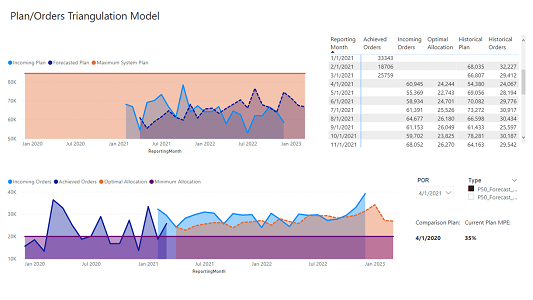 Plan/Orders Triangulation Model
Incoming Plan Forecasted Plan Maximum System Plan
80K
70K
60K
50K
Jan 2020 Jul 2020 Jan 2021 Jul 2021 Jan 2022 Jul 2022 Jan 2023
ReportingMonth
Reporting Month Achieved Orders Incoming Orders Optimal Allocation Historical Plan Historical Orders
1/1/2021 33343
2/1/2021 18706 68,035 32,227
3/1/2021 25759 66,807 29,412
4/1/2021 60,945 24,244 54,380 24,067
5/1/2021 55,369 22,743 69,056 28,194
6/1/2021 58,934 24,701 70,082 29,776
7/1/2021 61,391 25,526 73,272 30,917
8/1/2021 64,677 26,180 66,598 30,434
9/1/2021 61,153 26,049 61,433 25,597
10/1/2021 59,702 23,825 78,281 30,187
11/1/2021 68,052 26,270 64,163 29,542
Incoming Orders Achieved Orders Optimal Allocation Minimum Allocation
40K
30K
20K
10K
Jan 2020 Jul 2020 Jan 2021 Jul 2021 Jan 2022 Jul 2022 Jan 2023
ReportingMonth
POR
4/1/2021
Type
P50_Forecast_...
P50_Forecast_...
Comparison Plan:
4/1/2020
Current Plan MPE:
35%